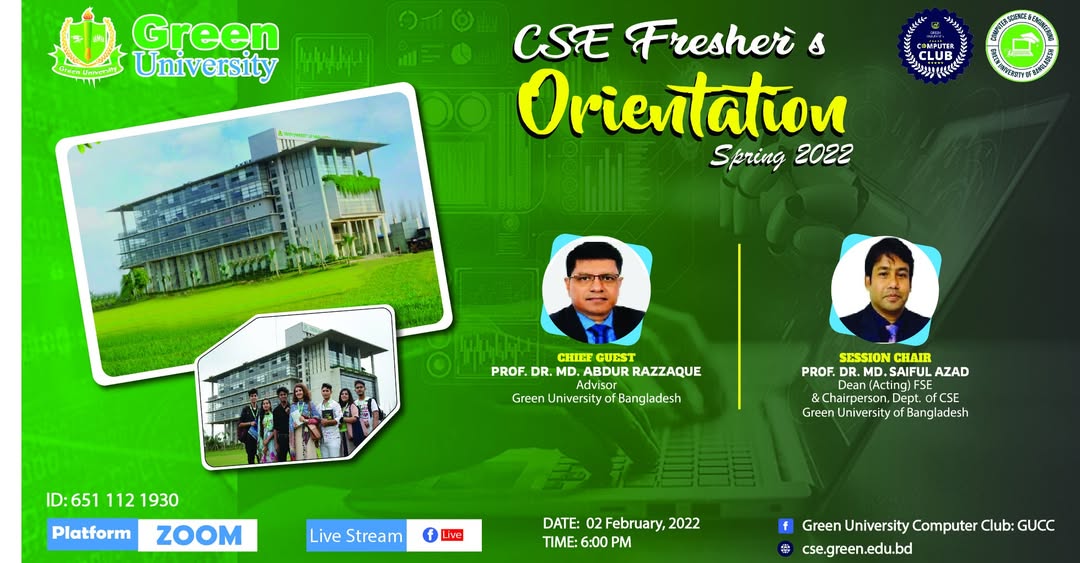 Green
University
Green University
CSE Fresher`s
Orientation
Spring 2022
COMPUTER
CLUB
COMPUTER SCIENCE & ENGINEERING
GREEN UNIVERSITY OF BANGLADESH
CHIEF GUEST
PROF. DR. MD. ABDUR RAZZAQUE
Advisor
Green University of Bangladesh
SESSION CHAIR
PROF. DR. MD. SAIFUL AZAD
Dean (Acting) FSE
& Chairperson, Dept. of CSE
Green University of Bangladesh
ID: 651 112 1930
Platform ZOOM
Live Stream f Live
DATE: 02 February, 2022
TIME: 6:00 PM
f Green University Computer Club: GUCC
cse.green.edu.bd